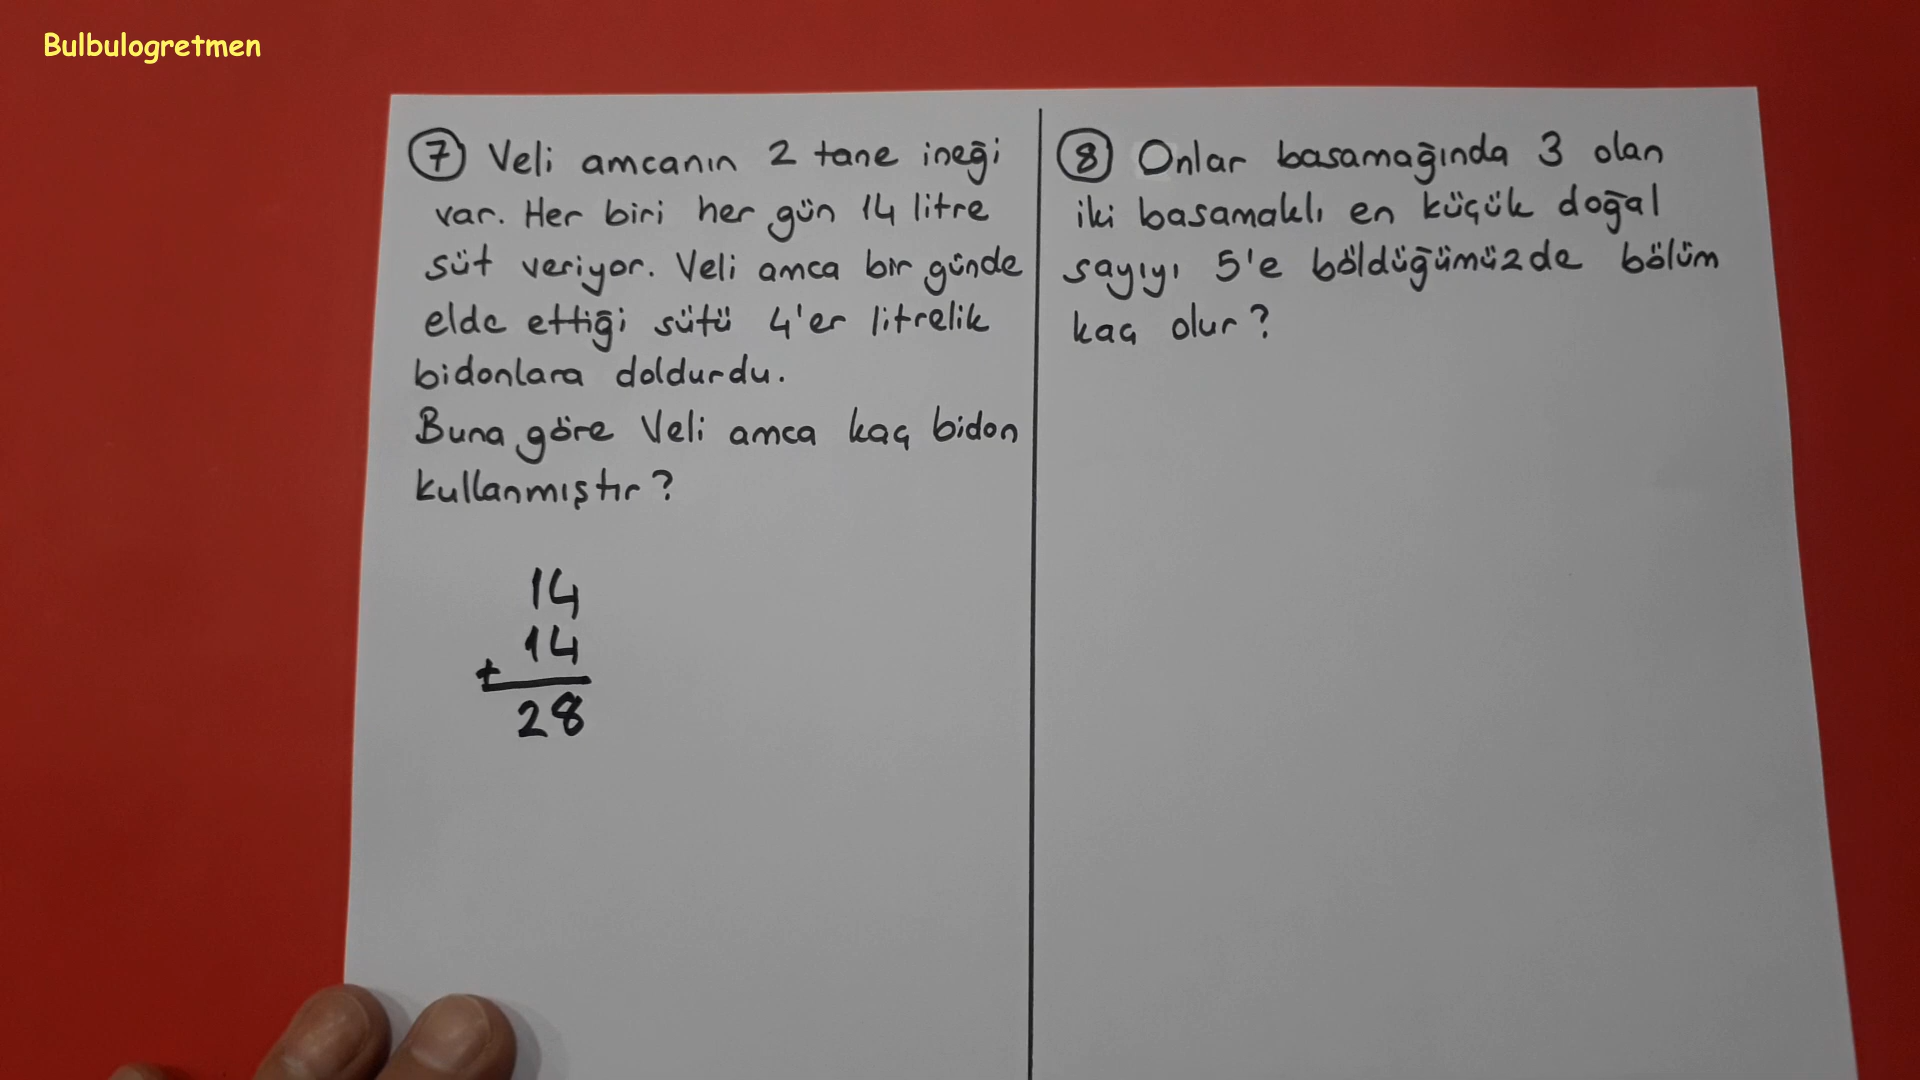 Bulbulogretmen
7 Veli amcanın 2 tane ineği
var. Her biri her gün 14 litre
süt veriyor. Veli amca bir günde
elde ettiği sütü 4'er litrelik
bidonlara doldurdu.
Buna göre Veli amca kaç bidon
kullanmıştır?
14
14
+
28
8 Onlar basamağında 3 olan
iki basamaklı en küçük doğal
sayıyı 5'e böldüğümüzde bölüm
kaç olur?